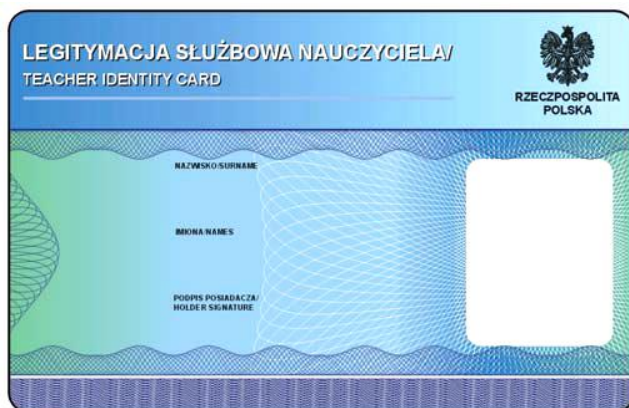 LEGITYMACJA SŁUŻBOWA NAUCZYCIELA/
TEACHER IDENTITY CARD
RZECZPOSPOLITA
POLSKA
NAZWISKO/SURNAME
IMIONA/NAMES
PODPIS POSIADACZA/
HOLDER SIGNATURE